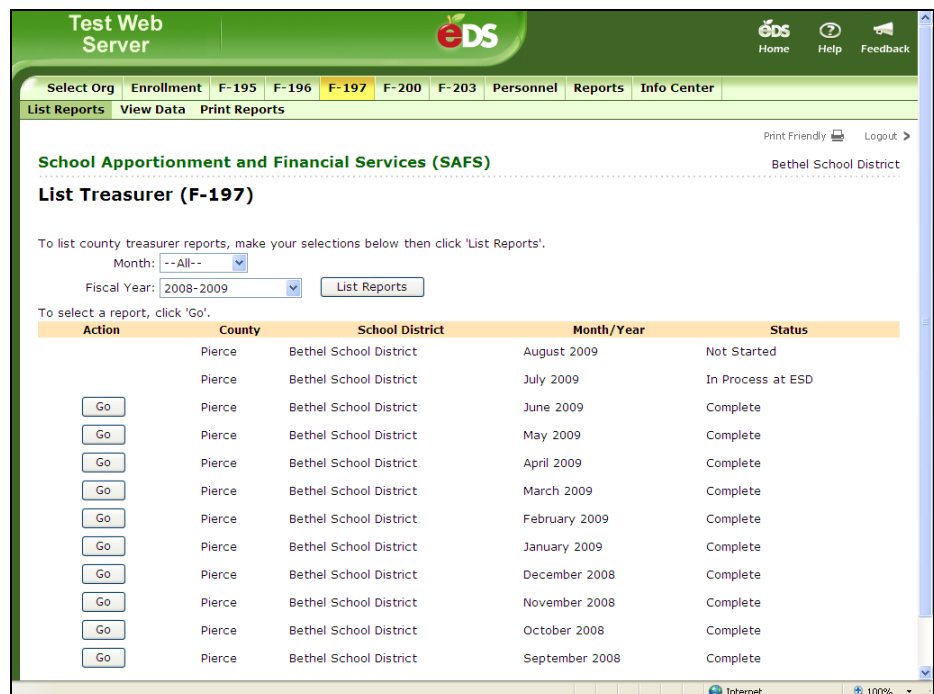 Test Web
Server
eDS
eDS
Home Help Feedback
Select Org Enrollment F-195 F-196 F-197 F-200 F-203 Personnel Reports Info Center
List Reports View Data Print Reports
Print Friendly Logout >
School Apportionment and Financial Services (SAFS)
Bethel School District
List Treasurer (F-197)
To list county treasurer reports, make your selections below then click 'List Reports'.
Month: --All--
Fiscal Year: 2008-2009 List Reports
To select a report, click 'Go'.
Action County School District Month/Year Status
Pierce Bethel School District August 2009 Not Started
Pierce Bethel School District July 2009 In Process at ESD
Go Pierce Bethel School District June 2009 Complete
Go Pierce Bethel School District May 2009 Complete
Go Pierce Bethel School District April 2009 Complete
Go Pierce Bethel School District March 2009 Complete
Go Pierce Bethel School District February 2009 Complete
Go Pierce Bethel School District January 2009 Complete
Go Pierce Bethel School District December 2008 Complete
Go Pierce Bethel School District November 2008 Complete
Go Pierce Bethel School District October 2008 Complete
Go Pierce Bethel School District September 2008 Complete
Internet 100%